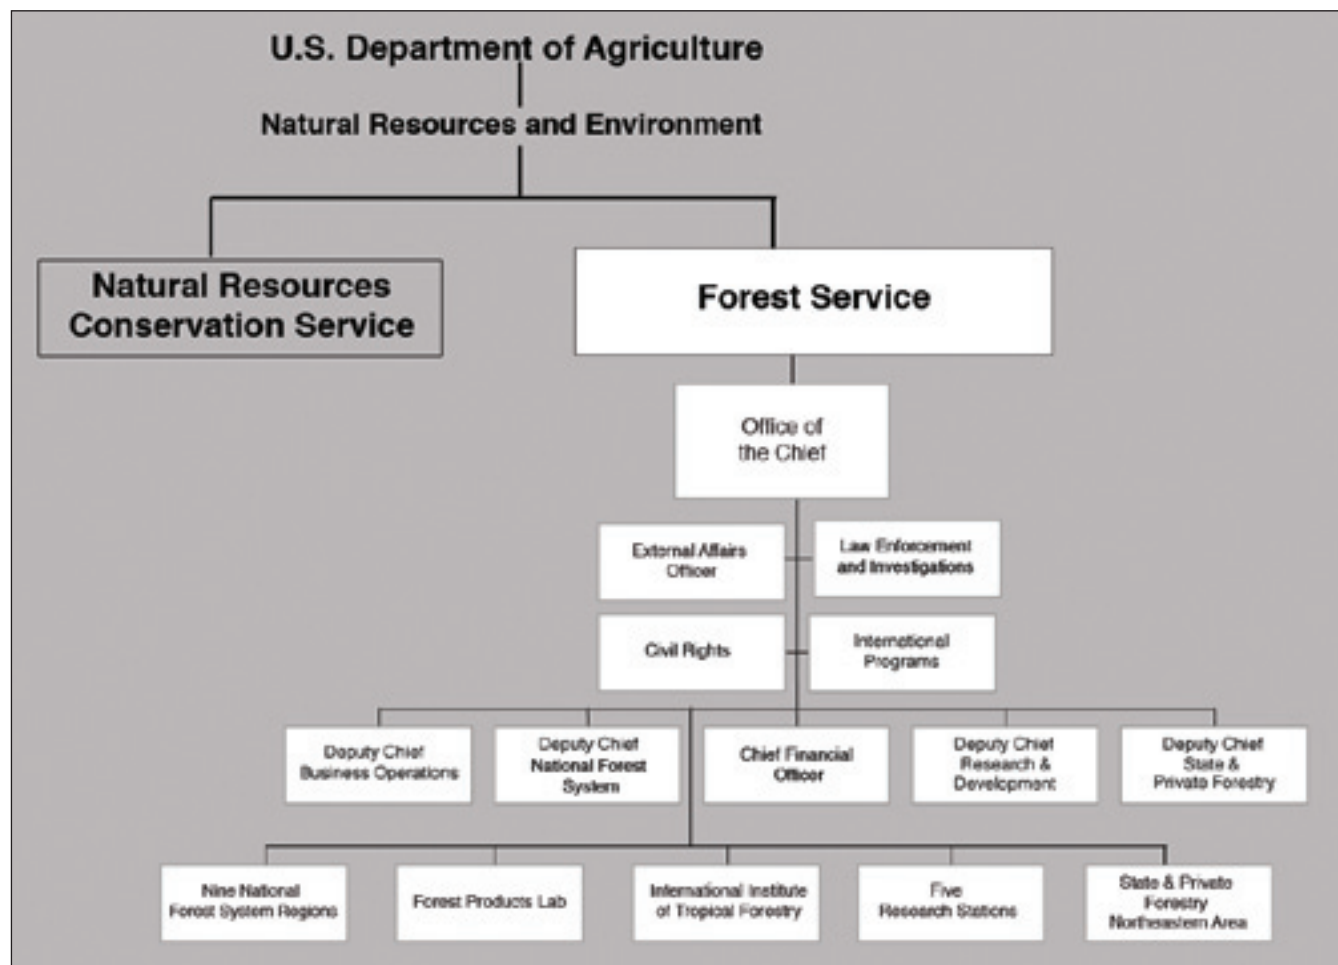 U.S. Department of Agriculture
Natural Resources and Environment
Natural Resources
Conservation Service
Forest Service
Office of
the Chief
External Affairs
Officer
Law Enforcement
and Investigations
Civil Rights
International
Programs
Deputy Chief
Business Operations
Deputy Chief
National Forest
System
Chief Financial
Officer
Deputy Chief
Research &
Development
Deputy Chief
State &
Private Forestry
Nine National
Forest System Regions
Forest Products Lab
International Institute
of Tropical Forestry
Five
Research Stations
State & Private
Forestry
Northeastern Area